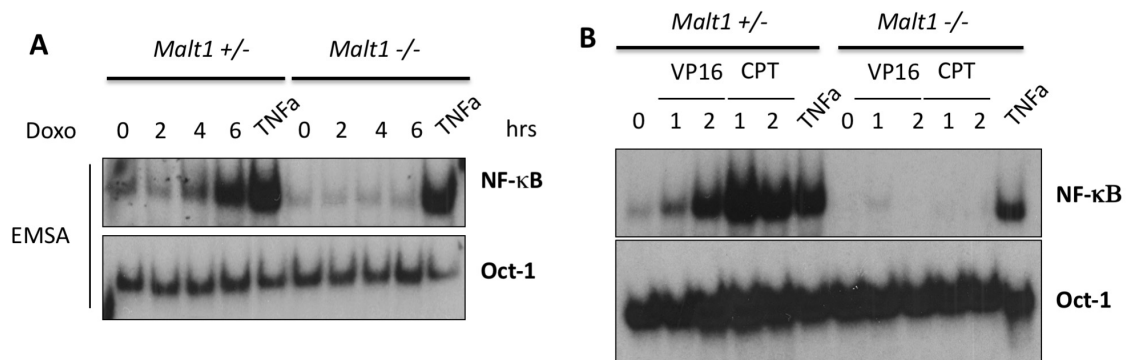 A
Malt1 +/- Malt1 -/-
Doxo 0 2 4 6 TNFa 0 2 4 6 TNFa hrs
NF-κB
EMSA
Oct-1
B
Malt1 +/- Malt1 -/-
VP16 CPT VP16 CPT
0 1 2 1 2 TNFa 0 1 2 1 2 TNFa
NF-κB
Oct-1